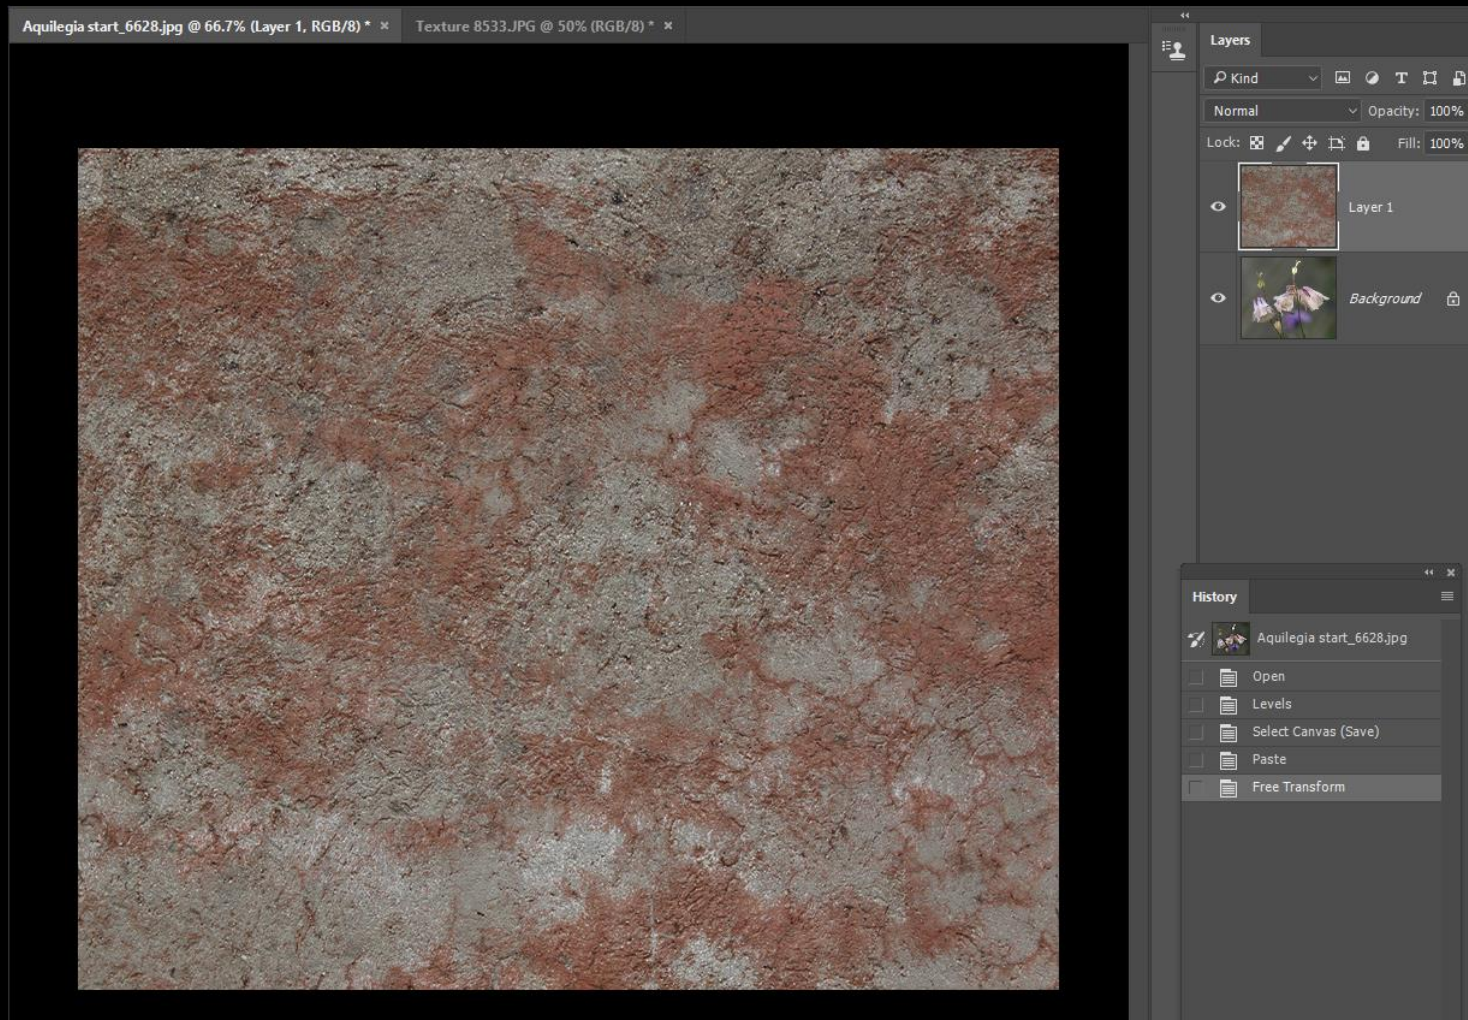 Aquilegia start_6628.jpg @ 66.7% (Layer 1, RGB/8) * ×
Texture 8533.JPG @ 50% (RGB/8) * ×
Layers
Kind
Normal
Opacity: 100%
Lock:
Fill: 100%
Layer 1
Background
History
Aquilegia start_6628.jpg
Open
Levels
Select Canvas (Save)
Paste
Free Transform